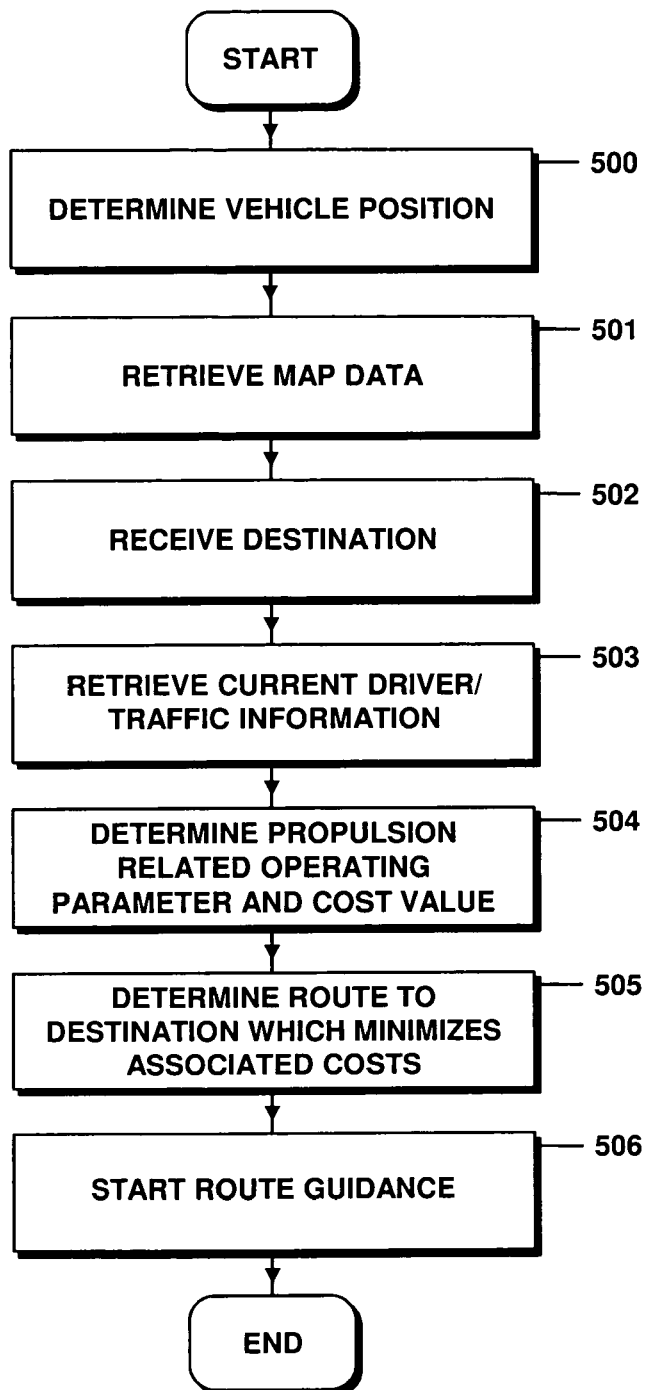 START
500
DETERMINE VEHICLE POSITION
501
RETRIEVE MAP DATA
502
RECEIVE DESTINATION
503
RETRIEVE CURRENT DRIVER/
TRAFFIC INFORMATION
504
DETERMINE PROPULSION
RELATED OPERATING
PARAMETER AND COST VALUE
505
DETERMINE ROUTE TO
DESTINATION WHICH MINIMIZES
ASSOCIATED COSTS
506
START ROUTE GUIDANCE
END